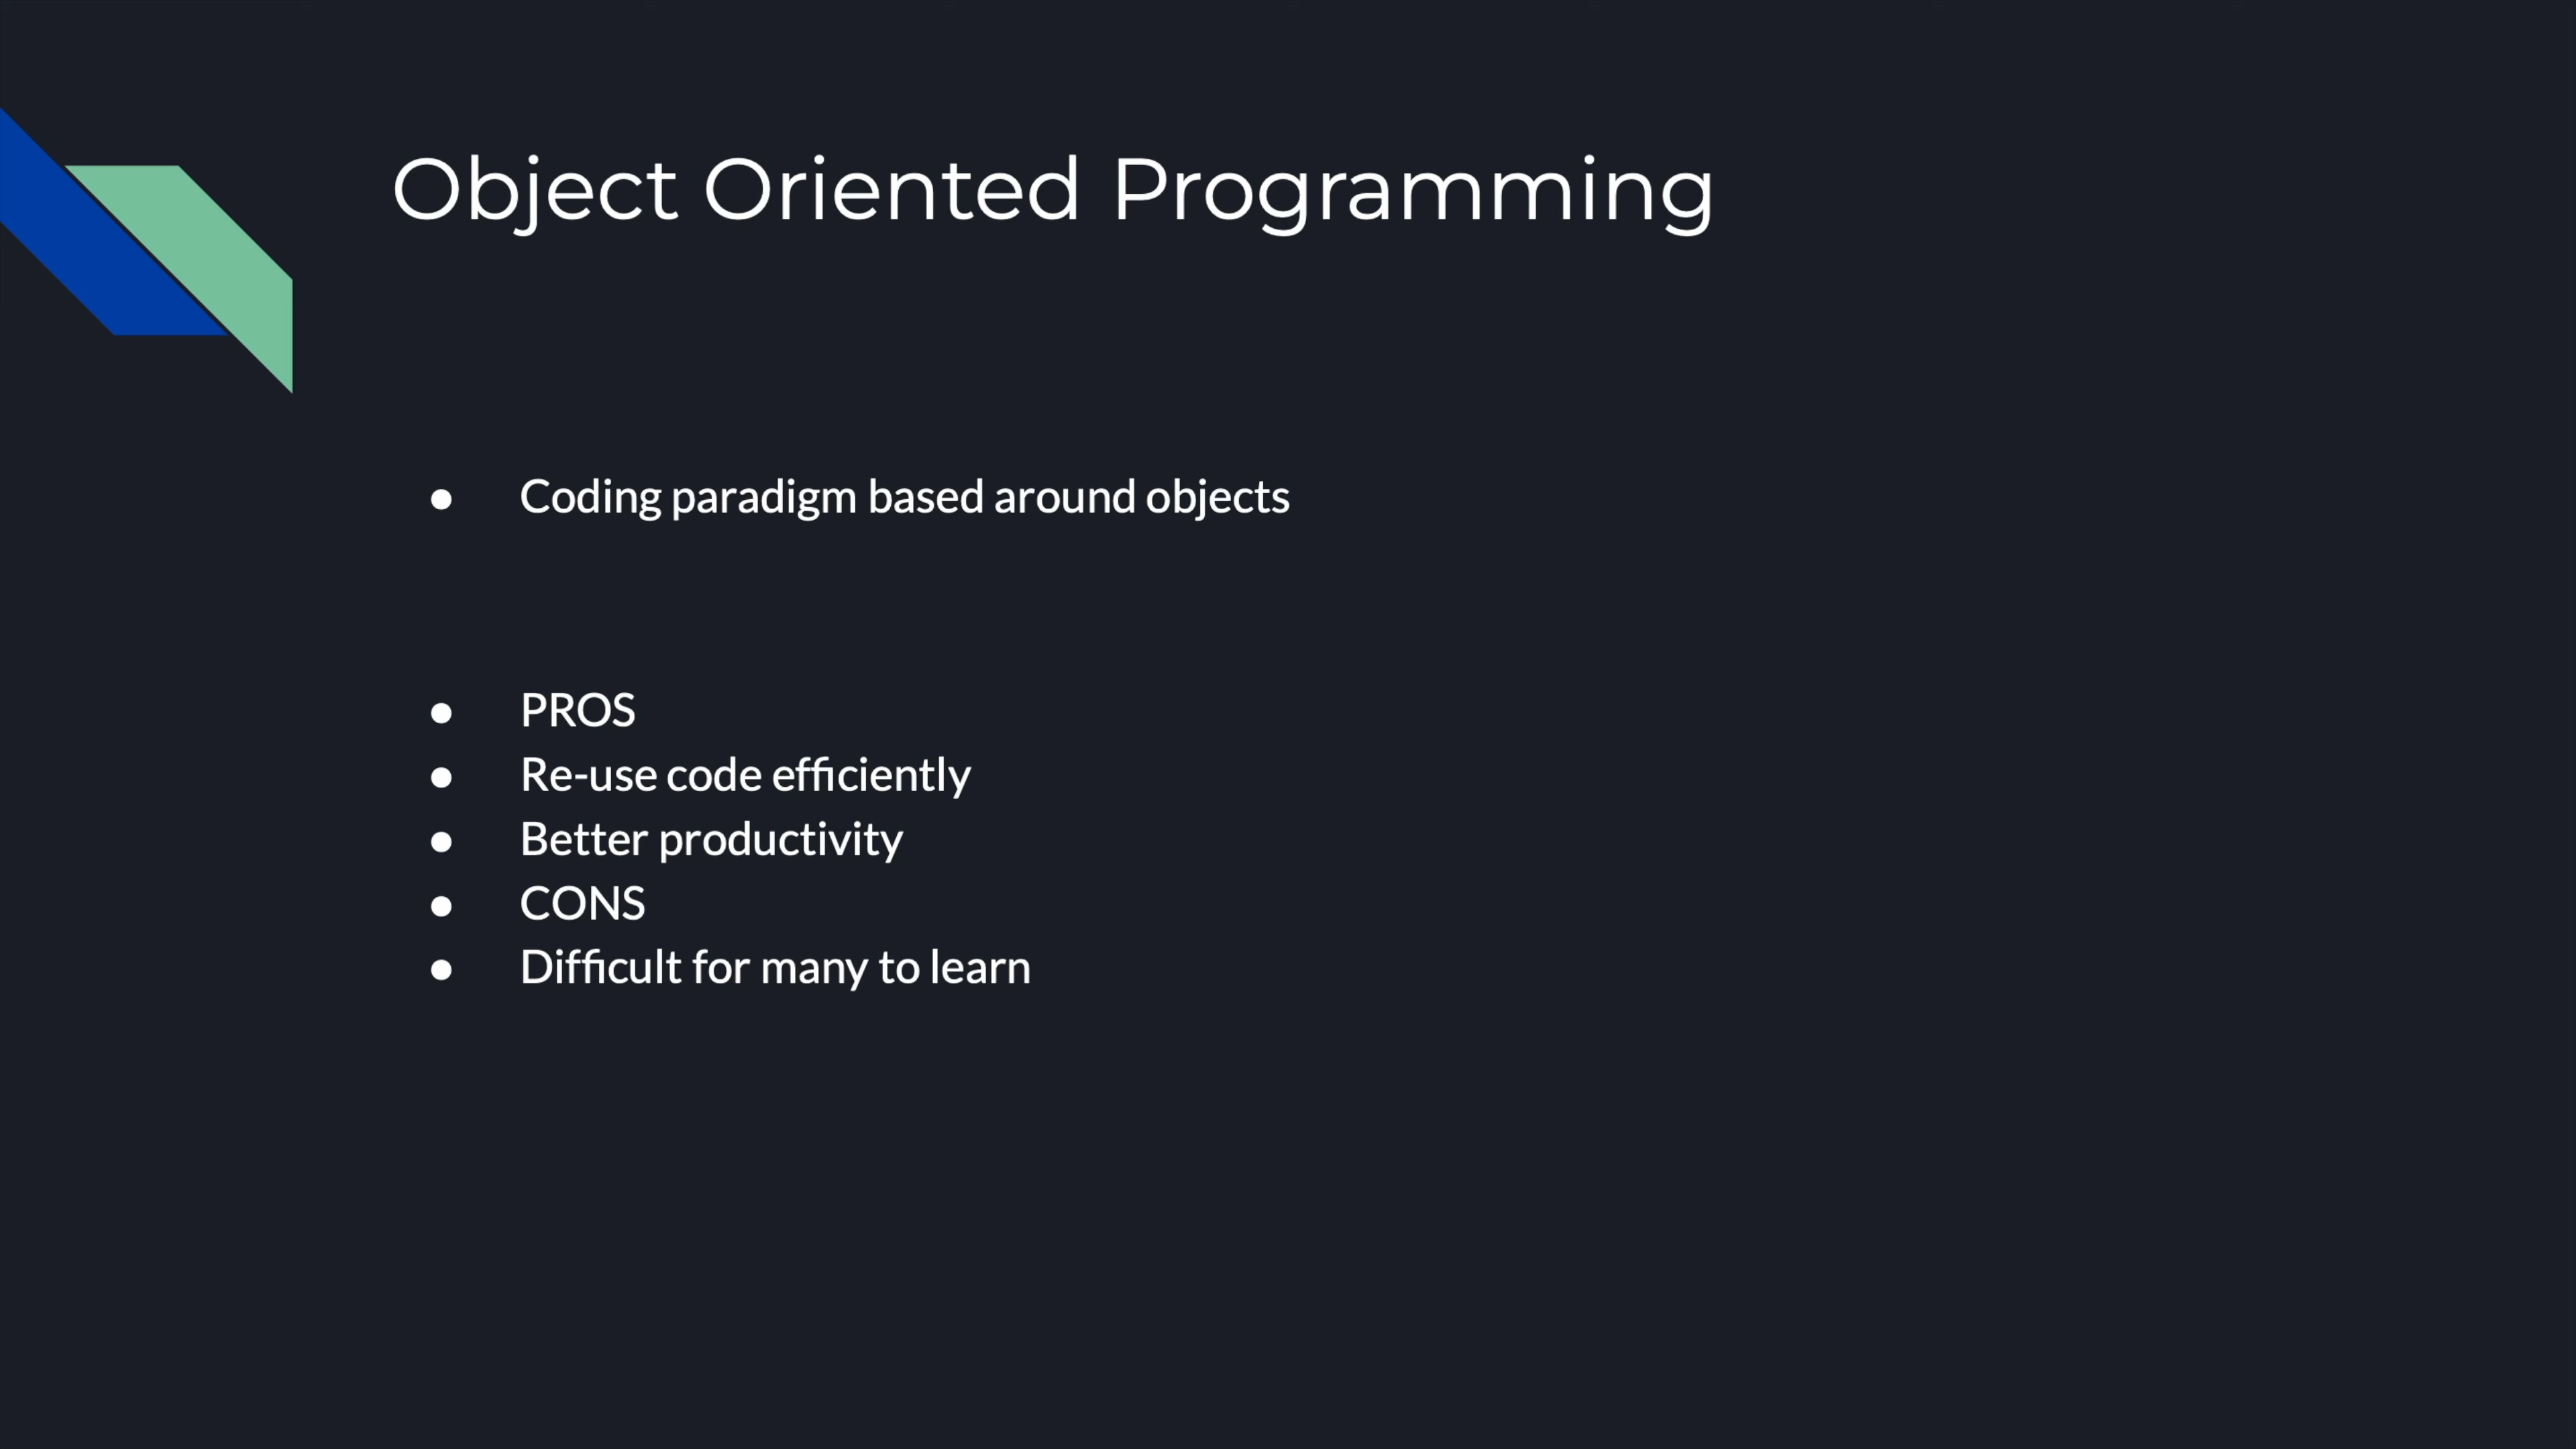 Object Oriented Programming
● Coding paradigm based around objects
● PROS
● Re-use code efficiently
● Better productivity
● CONS
● Difficult for many to learn